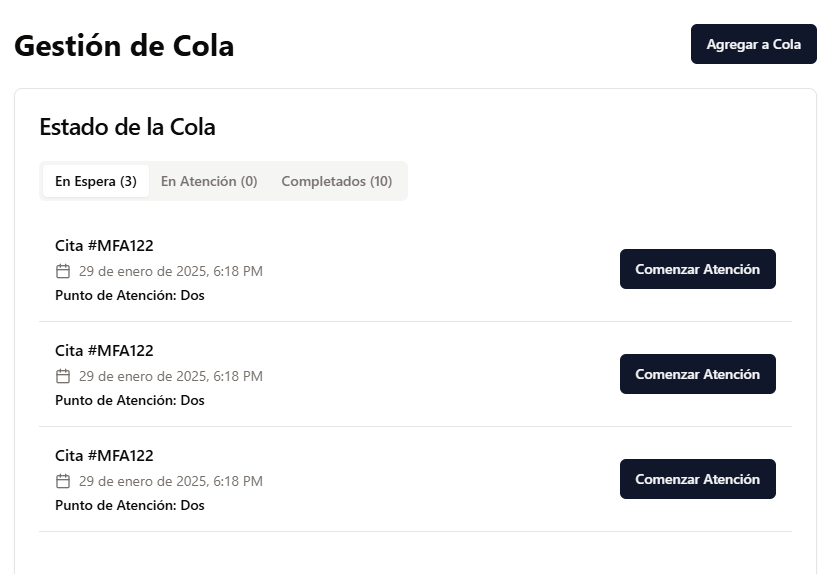 Gestión de Cola
Agregar a Cola
Estado de la Cola
En Espera (3)
En Atención (0)
Completados (10)
Cita #MFA122
29 de enero de 2025, 6:18 PM
Punto de Atención: Dos
Comenzar Atención
Cita #MFA122
29 de enero de 2025, 6:18 PM
Punto de Atención: Dos
Comenzar Atención
Cita #MFA122
29 de enero de 2025, 6:18 PM
Punto de Atención: Dos
Comenzar Atención